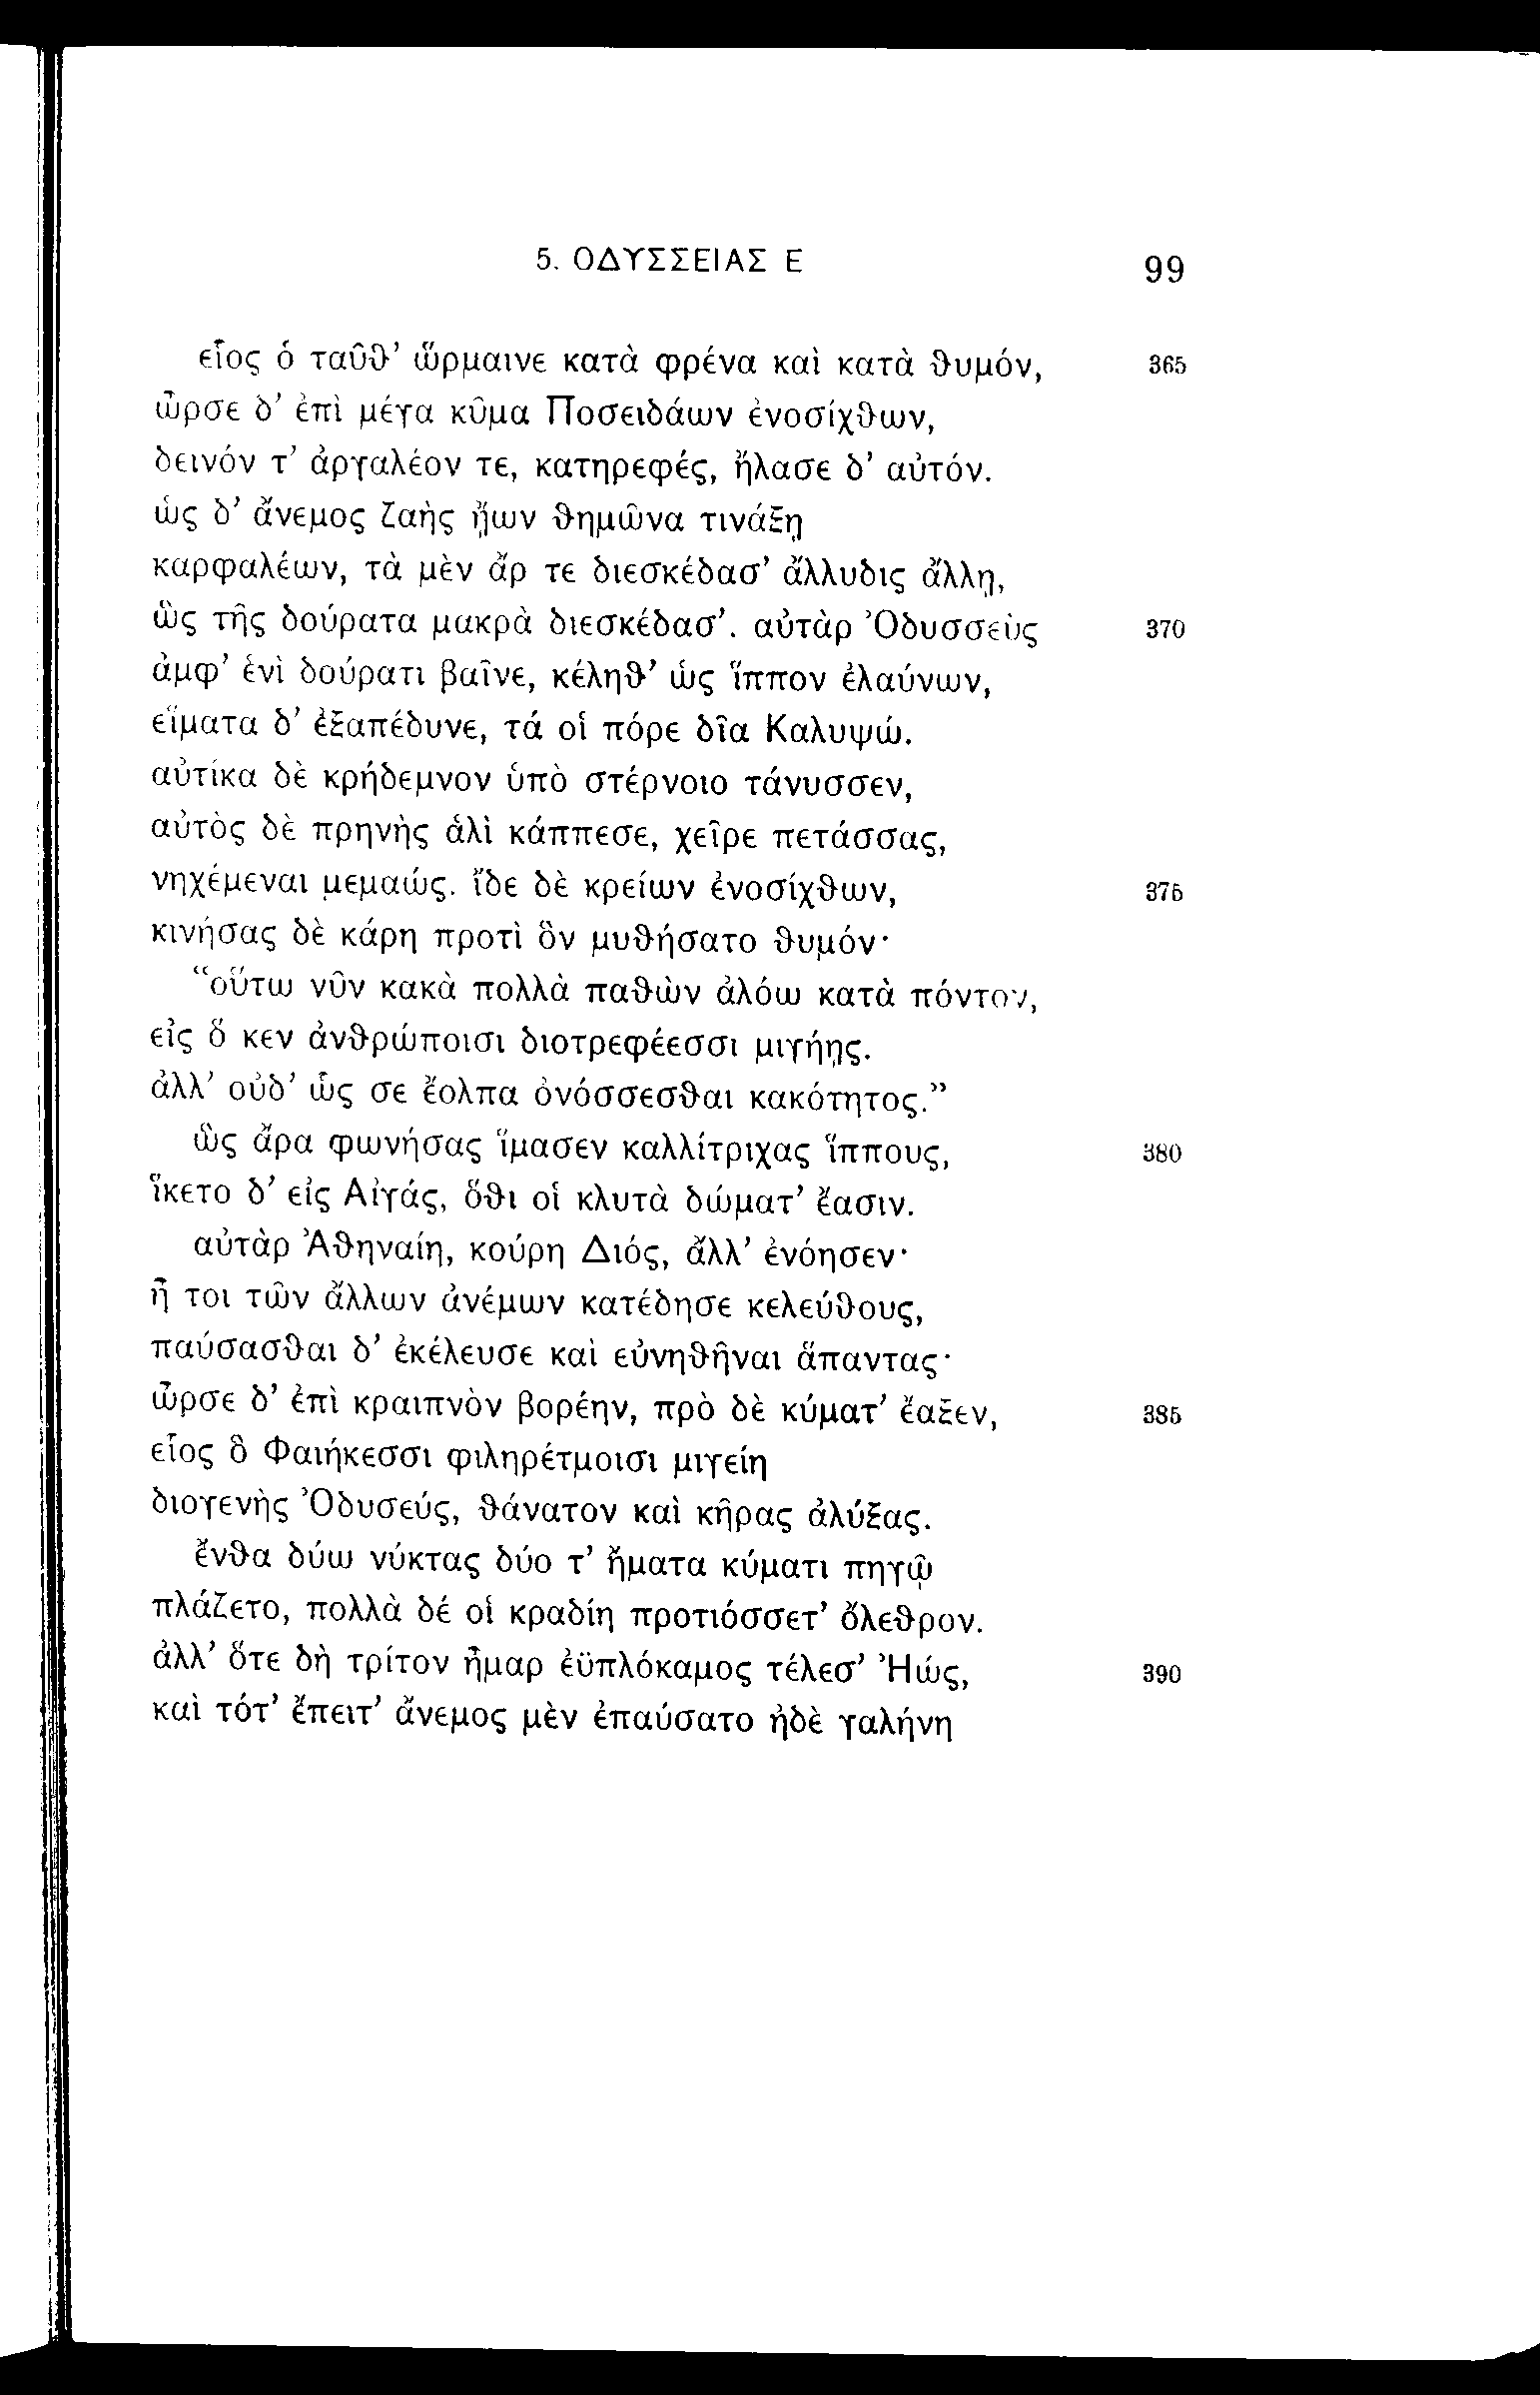 5. ΟΔΥΣΣΕΙΑΣ Ε 99
εἷος ὁ ταῦθ’ ὥρμαινε κατὰ φρένα καὶ κατὰ θυμόν, 365
ὦρσε δ’ ἐπὶ μέγα κῦμα Ποσειδάων ἐνοσίχθων,
δεινόν τ’ ἀργαλέον τε, κατηρεφές, ἤλασε δ’ αὐτόν.
ὡς δ’ ἄνεμος ζαὴς ᾔων θημῶνα τινάξῃ
καρφαλέων, τὰ μὲν ἄρ τε διεσκέδασ’ ἄλλυδις ἄλλῃ,
ὣς τῆς δούρατα μακρὰ διεσκέδασ’. αὐτὰρ Ὀδυσσεὺς 370
ἀμφ’ ἑνὶ δούρατι βαῖνε, κέληθ’ ὡς ἵππον ἐλαύνων,
εἵματα δ’ ἐξαπέδυνε, τά οἱ πόρε δῖα Καλυψώ.
αὐτίκα δὲ κρήδεμνον ὑπὸ στέρνοιο τάνυσσεν,
αὐτὸς δὲ πρηνὴς ἁλὶ κάππεσε, χεῖρε πετάσσας,
νηχέμεναι μεμαώς. ἴδε δὲ κρείων ἐνοσίχθων, 375
κινήσας δὲ κάρη προτὶ ὃν μυθήσατο θυμόν·
“οὕτω νῦν κακὰ πολλὰ παθὼν ἀλόω κατὰ πόντον,
εἰς ὅ κεν ἀνθρώποισι διοτρεφέεσσι μιγήῃς.
ἀλλ’ οὐδ’ ὧς σε ἔολπα ὀνόσσεσθαι κακότητος.”
ὣς ἄρα φωνήσας ἵμασεν καλλίτριχας ἵππους, 380
ἵκετο δ’ εἰς Αἰγάς, ὅθι οἱ κλυτὰ δώματ’ ἔασιν.
αὐτὰρ Ἀθηναίη, κούρη Διός, ἄλλ’ ἐνόησεν·
ἦ τοι τῶν ἄλλων ἀνέμων κατέδησε κελεύθους,
παύσασθαι δ’ ἐκέλευσε καὶ εὐνηθῆναι ἅπαντας·
ὦρσε δ’ ἐπὶ κραιπνὸν βορέην, πρὸ δὲ κύματ’ ἔαξεν, 385
εἷος ὃ Φαιήκεσσι φιληρέτμοισι μιγείη
διογενὴς Ὀδυσεύς, θάνατον καὶ κῆρας ἀλύξας.
ἔνθα δύω νύκτας δύο τ’ ἤματα κύματι πηγῷ
πλάζετο, πολλὰ δέ οἱ κραδίη προτιόσσετ’ ὄλεθρον.
ἀλλ’ ὅτε δὴ τρίτον ἦμαρ ἐϋπλόκαμος τέλεσ’ Ἠώς, 390
καὶ τότ’ ἔπειτ’ ἄνεμος μὲν ἐπαύσατο ἠδὲ γαλήνη